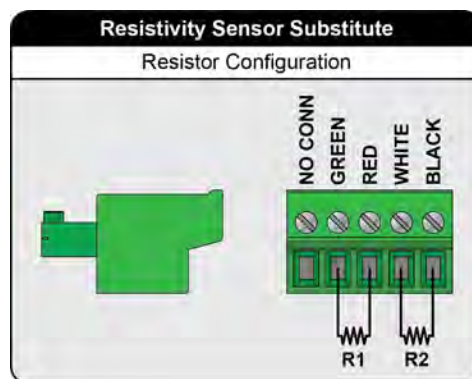 Resistivity Sensor Substitute
Resistor Configuration
NO CONN
GREEN
RED
WHITE
BLACK
R1
R2